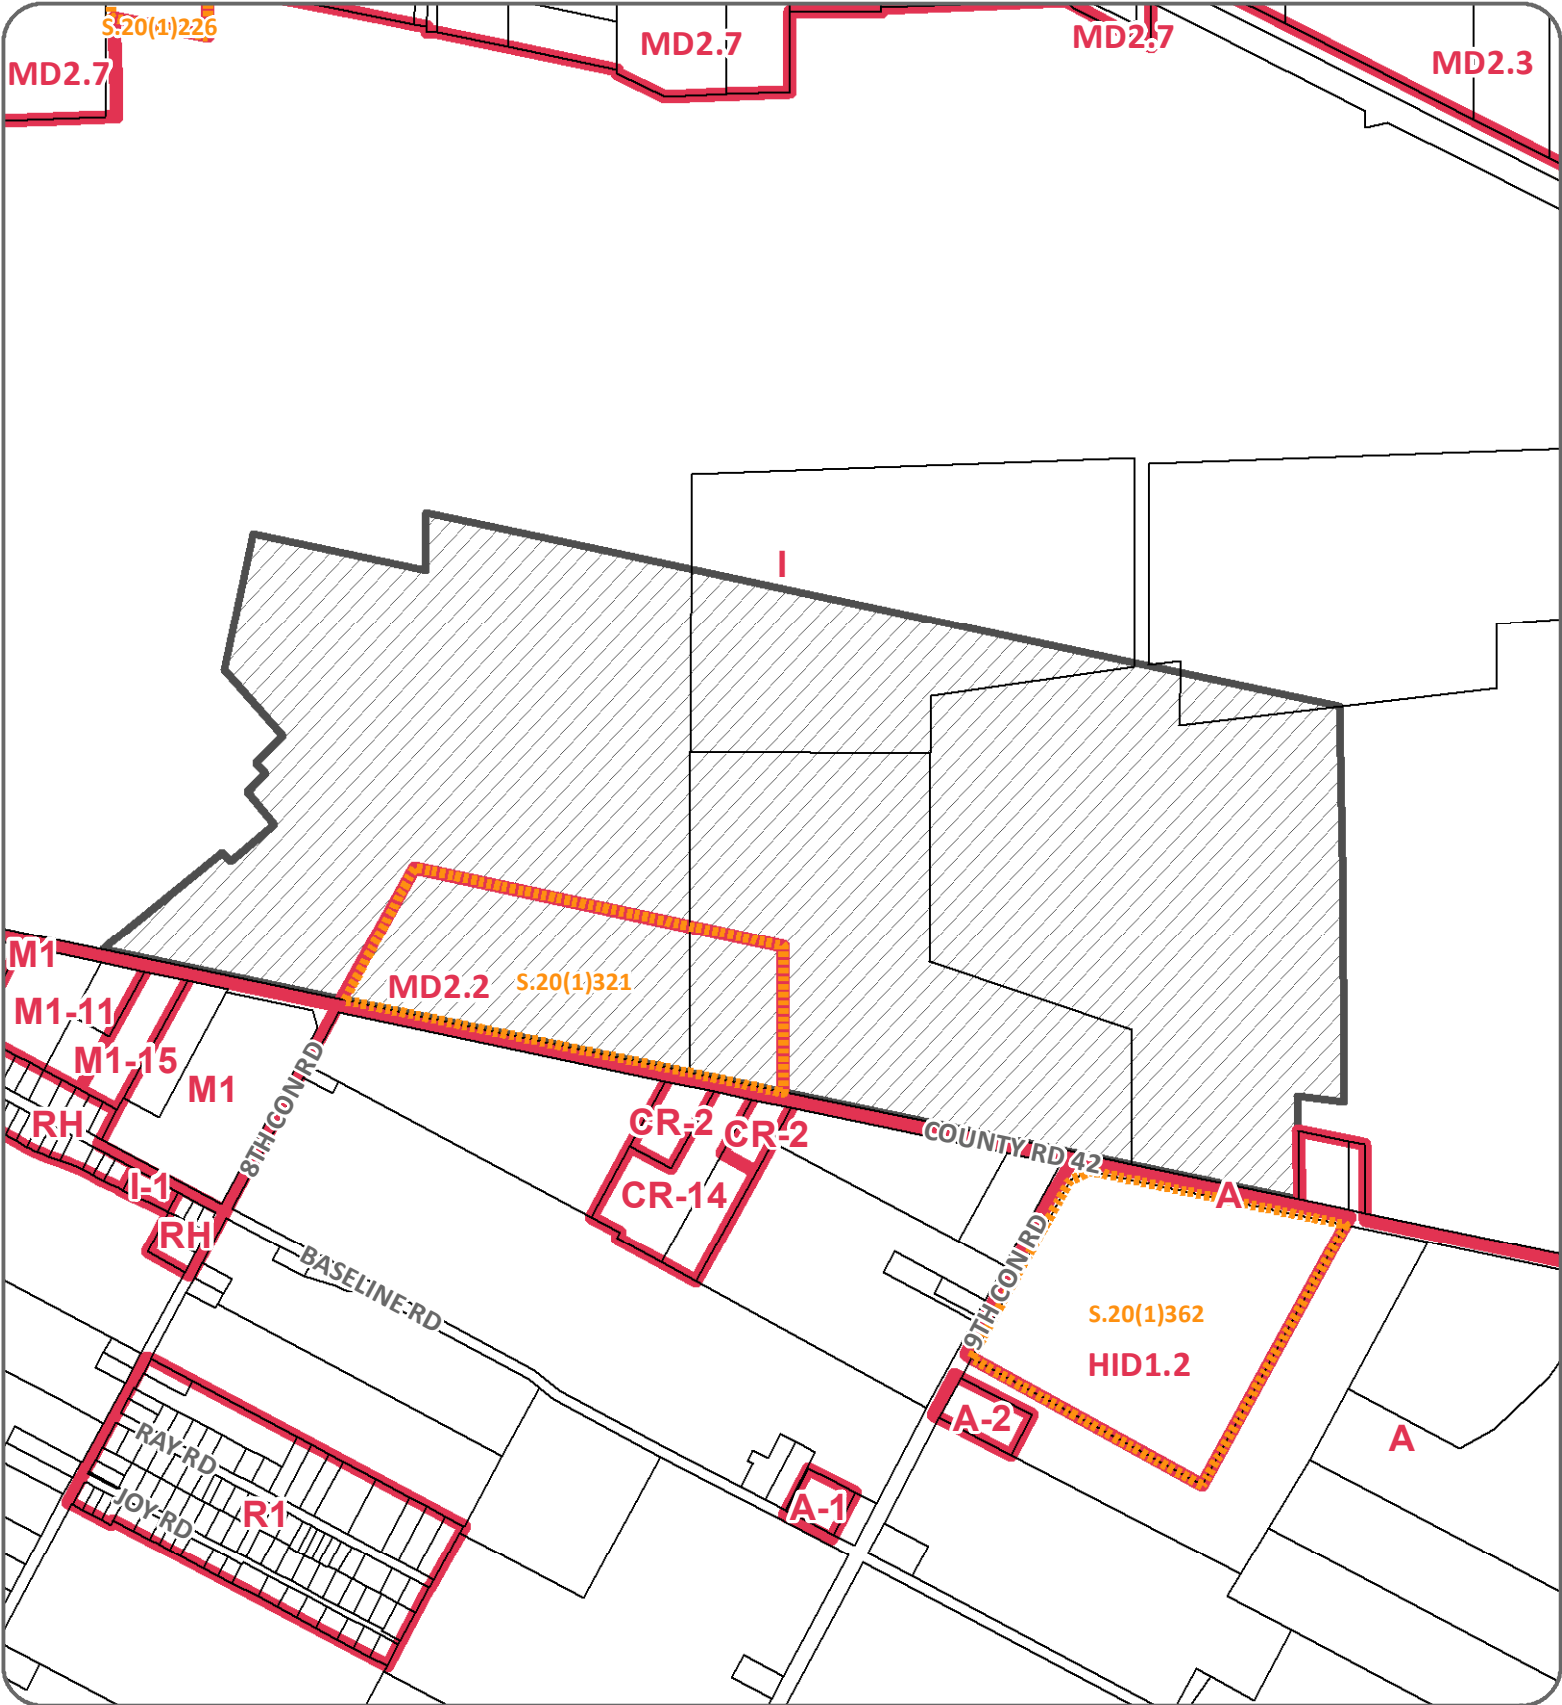 S.20(1)226
MD2.7
MD2.7
MD2.7
MD2.3
I
M1
M1-11
M1-15
M1
RH
I-1
RH
8TH CON RD
MD2.2
S.20(1)321
CR-2
CR-2
CR-14
COUNTY RD 42
A
9TH CON RD
S.20(1)362
HID1.2
BASELINE RD
A-2
A
RAY RD
JOY RD
R1
A-1